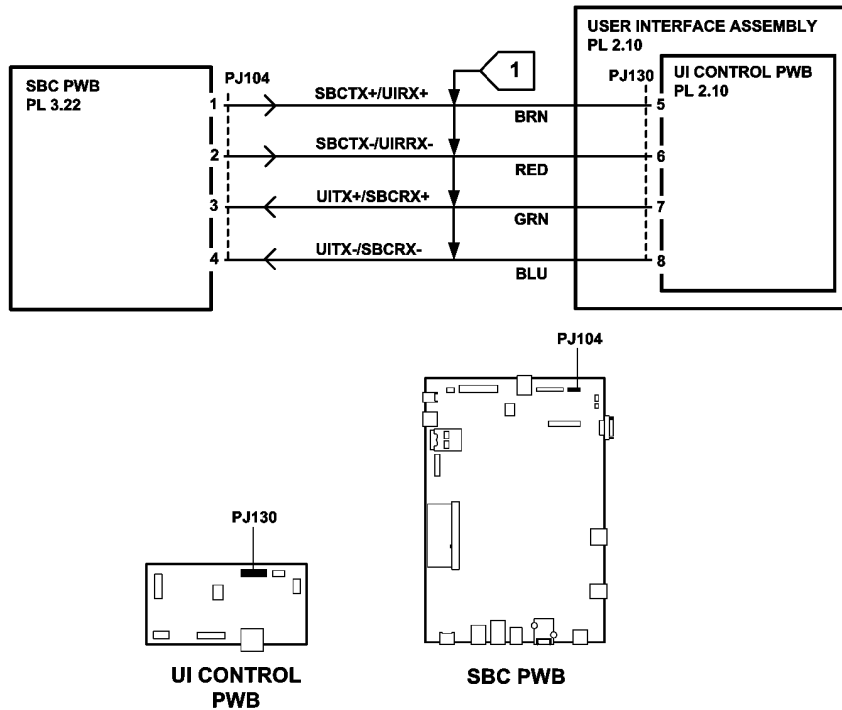 USER INTERFACE ASSEMBLY
PL 2.10
SBC PWB
PL 3.22
PJ104
1
PJ130
UI CONTROL PWB
PL 2.10
1
SBCTX+/UIRX+
BRN
5
2
SBCTX-/UIRRX-
RED
6
3
UITX+/SBCRX+
GRN
7
4
UITX-/SBCRX-
BLU
8
PJ104
PJ130
UI CONTROL
PWB
SBC PWB